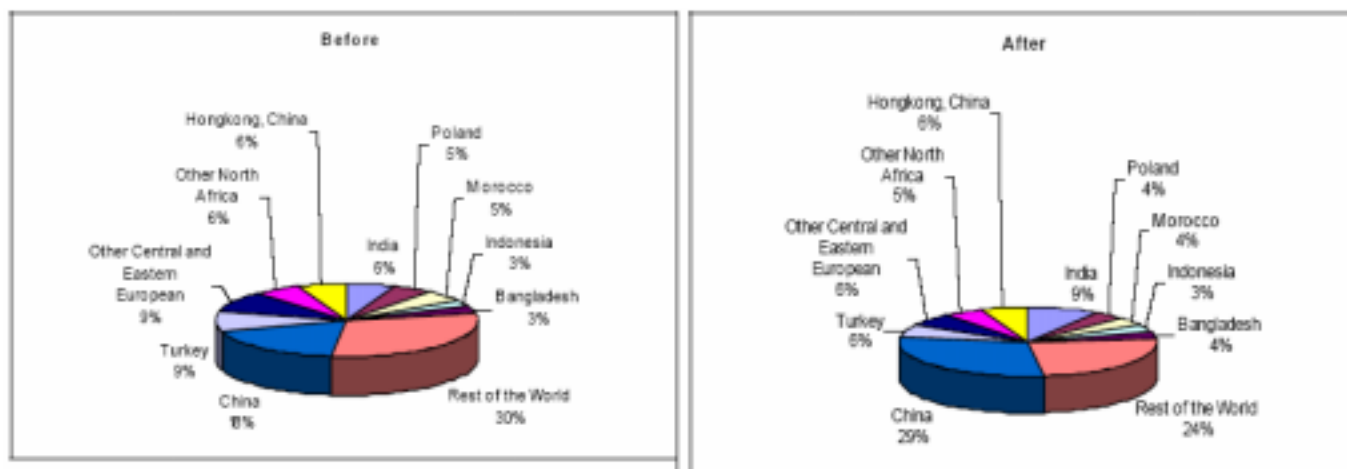 Before
Hongkong, China
6%
Other North
Africa
6%
Other Central and
Eastern
European
9%
Turkey
9%
China
18%
India
6%
Poland
5%
Morocco
5%
Indonesia
3%
Bangladesh
3%
Rest of the World
30%
After
Hongkong, China
6%
Other North
Africa
5%
Other Central and
Eastern
European
6%
Turkey
6%
China
29%
India
9%
Poland
4%
Morocco
4%
Indonesia
3%
Bangladesh
4%
Rest of the World
24%